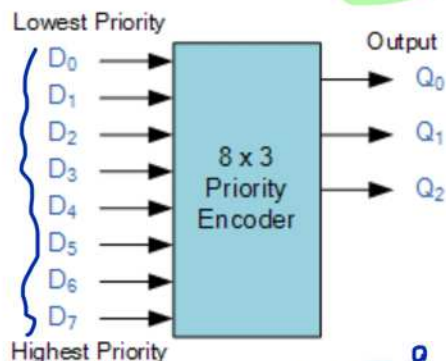 Lowest Priority
Output
D₀
Q₀
D₁
Q₁
D₂
8 x 3
D₃
Priority
Q₂
D₄
Encoder
D₅
D₆
D₇
Highest Priority